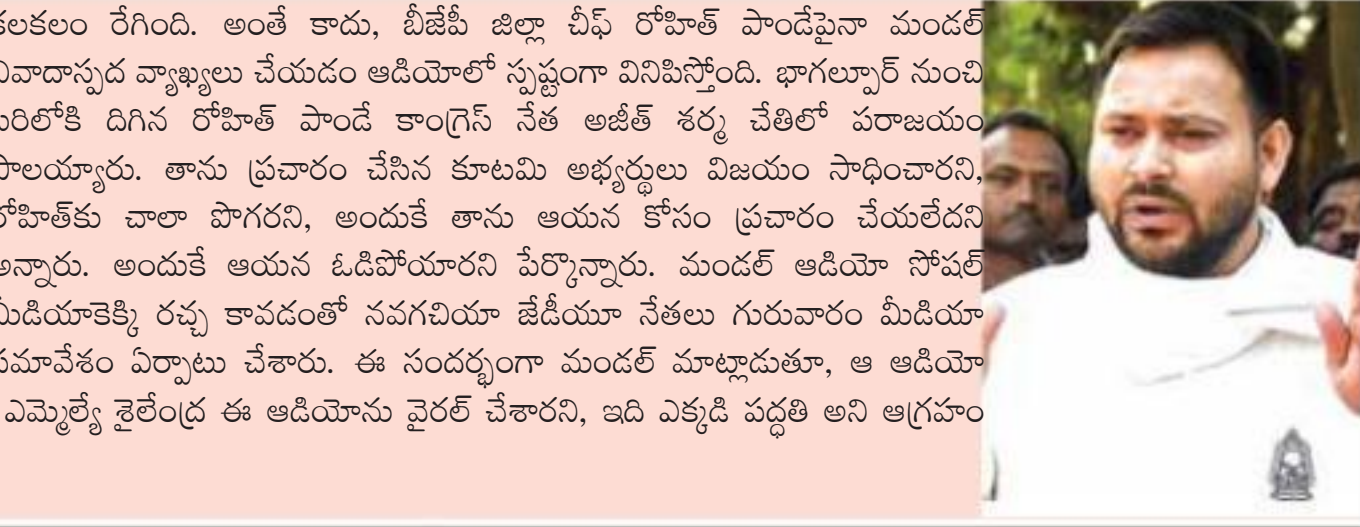 కలకలం రేగింది. అంతే కాదు, బీజేపీ జిల్లా చీఫ్ రోహిత్ పాండేపైనా మండల్
వివాదాస్పద వ్యాఖ్యలు చేయడం ఆడియోలో స్పష్టంగా వినిపిస్తోంది. భాగల్పూర్ నుంచి
బరిలోకి దిగిన రోహిత్ పాండే కాంగ్రెస్ నేత అజీత్ శర్మ చేతిలో పరాజయం
పాలయ్యారు. తాను ప్రచారం చేసిన కూటమి అభ్యర్థులు విజయం సాధించారని,
రోహిత్‌కు చాలా పొగరని, అందుకే తాను ఆయన కోసం ప్రచారం చేయలేదని
అన్నారు. అందుకే ఆయన ఓడిపోయారని పేర్కొన్నారు. మండల్ ఆడియో సోషల్
మీడియాకెక్కి రచ్చ కావడంతో నవగచియా జేడీయూ నేతలు గురువారం మీడియా
సమావేశం ఏర్పాటు చేశారు. ఈ సందర్భంగా మండల్ మాట్లాడుతూ, ఆ ఆడియో
ఎమ్మెల్యే శైలేంద్ర ఈ ఆడియోను వైరల్ చేశారని, ఇది ఎక్కడి పద్ధతి అని ఆగ్రహం